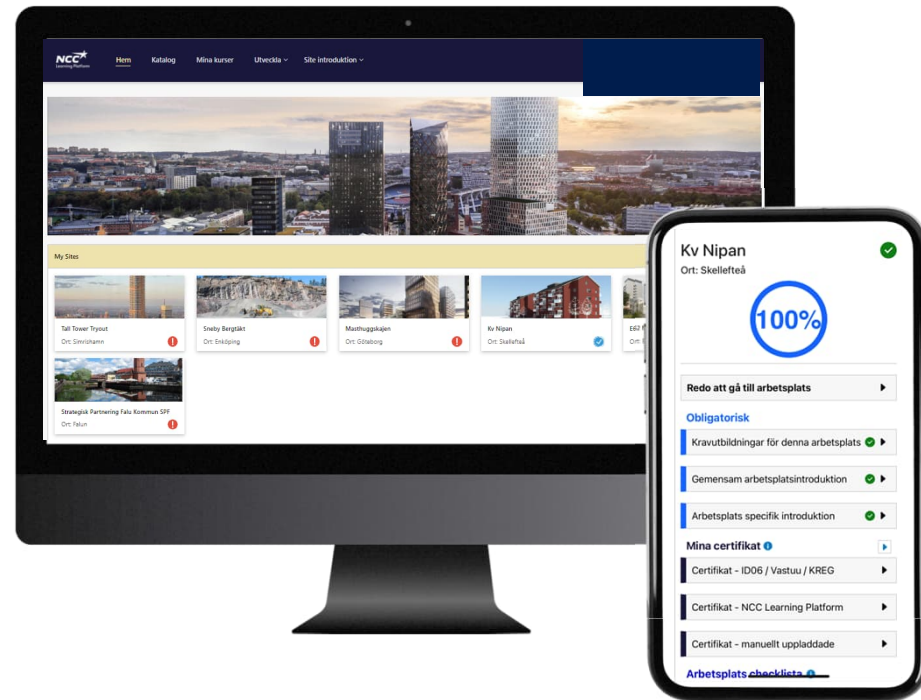 NCC
Learning Platform
Hem
Katalog
Mina kurser
Utveckla
Site introduktion
My Sites
Tall Tower Tryout
Ort: Simrishamn
Sneby Bergtäkt
Ort: Enköping
Masthuggskajen
Ort: Göteborg
Kv Nipan
Ort: Skellefteå
E62
Strategisk Partnering Falu Kommun SPF
Ort: Falun
Kv Nipan
Ort: Skellefteå
100%
Redo att gå till arbetsplats
Obligatorisk
Kravutbildningar för denna arbetsplats
Gemensam arbetsplatsintroduktion
Arbetsplats specifik introduktion
Mina certifikat
Certifikat - ID06 / Vastuu / KREG
Certifikat - NCC Learning Platform
Certifikat - manuellt uppladdade
Arbetsplats checklista